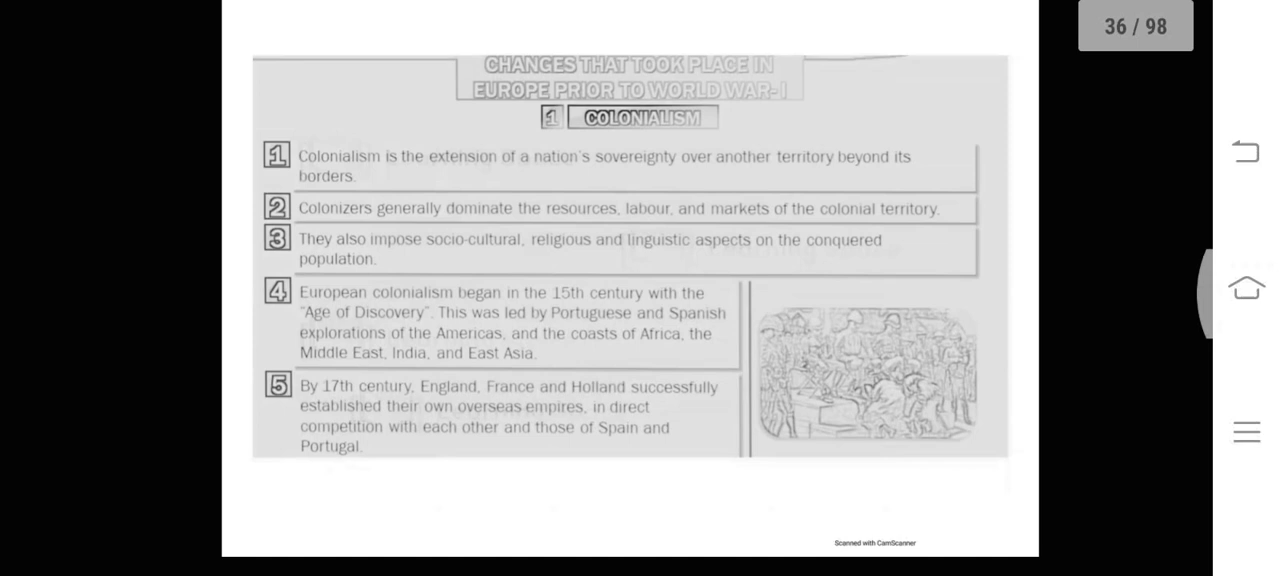 36 / 98
CHANGES THAT TOOK PLACE IN
EUROPE PRIOR TO WORLD WAR-I
1 COLONIALISM
1 Colonialism is the extension of a nation's sovereignty over another territory beyond its
borders.
2 Colonizers generally dominate the resources, labour, and markets of the colonial territory.
3 They also impose socio-cultural, religious and linguistic aspects on the conquered
population.
4 European colonialism began in the 15th century with the
"Age of Discovery". This was led by Portuguese and Spanish
explorations of the Americas, and the coasts of Africa, the
Middle East, India, and East Asia.
5 By 17th century, England, France and Holland successfully
established their own overseas empires, in direct
competition with each other and those of Spain and
Portugal.
Scanned with CamScanner